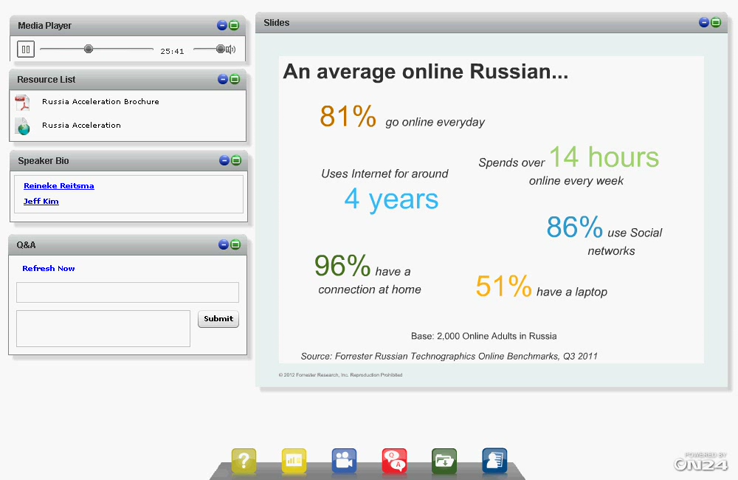 Media Player
25:41
Resource List
Russia Acceleration Brochure
Russia Acceleration
Speaker Bio
Reineke Reitsma
Jeff Kim
Q&A
Refresh Now
Submit
Slides
An average online Russian...
81% go online everyday
Uses Internet for around
4 years
Spends over 14 hours
online every week
86% use Social
networks
96% have a
connection at home
51% have a laptop
Base: 2,000 Online Adults in Russia
Source: Forrester Russian Technographics Online Benchmarks, Q3 2011
© 2012 Forrester Research, Inc. Reproduction Prohibited
?
Q
A
POWERED BY
ON24